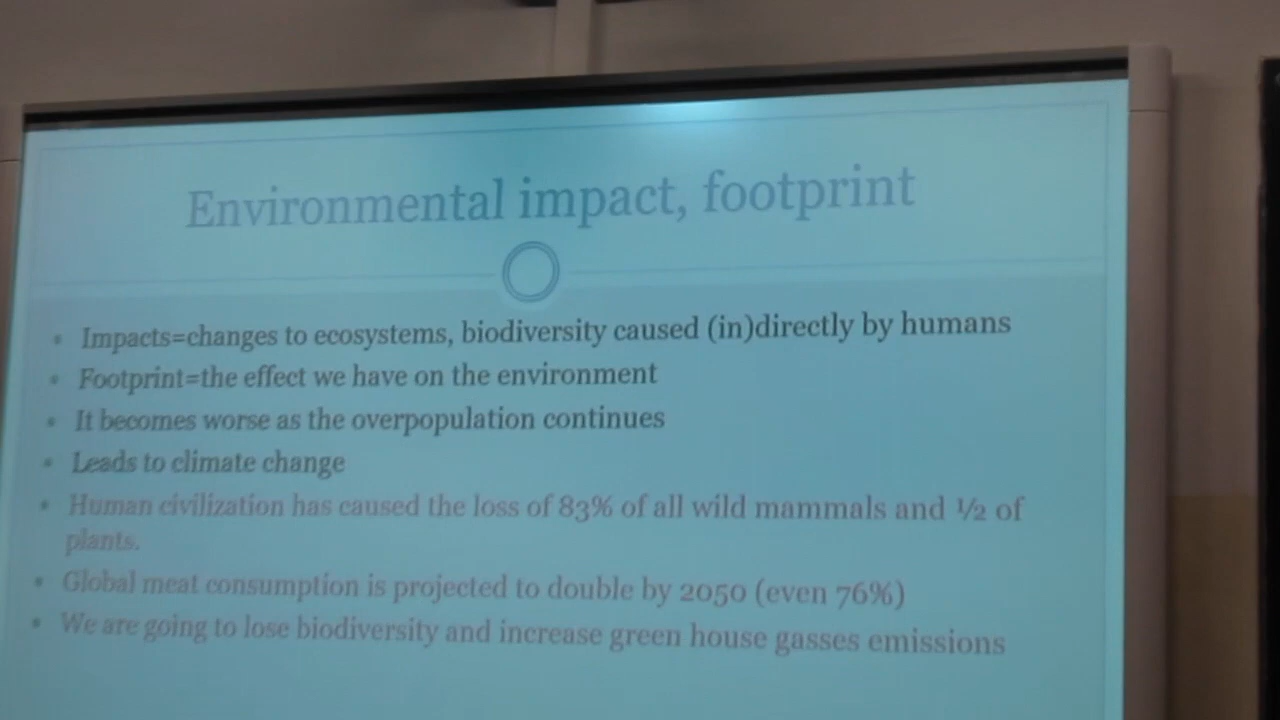 Environmental impact, footprint
• Impacts=changes to ecosystems, biodiversity caused (in)directly by humans
• Footprint=the effect we have on the environment
• It becomes worse as the overpopulation continues
• Leads to climate change
• Human civilization has caused the loss of 83% of all wild mammals and ½ of
plants.
• Global meat consumption is projected to double by 2050 (even 76%)
• We are going to lose biodiversity and increase green house gasses emissions